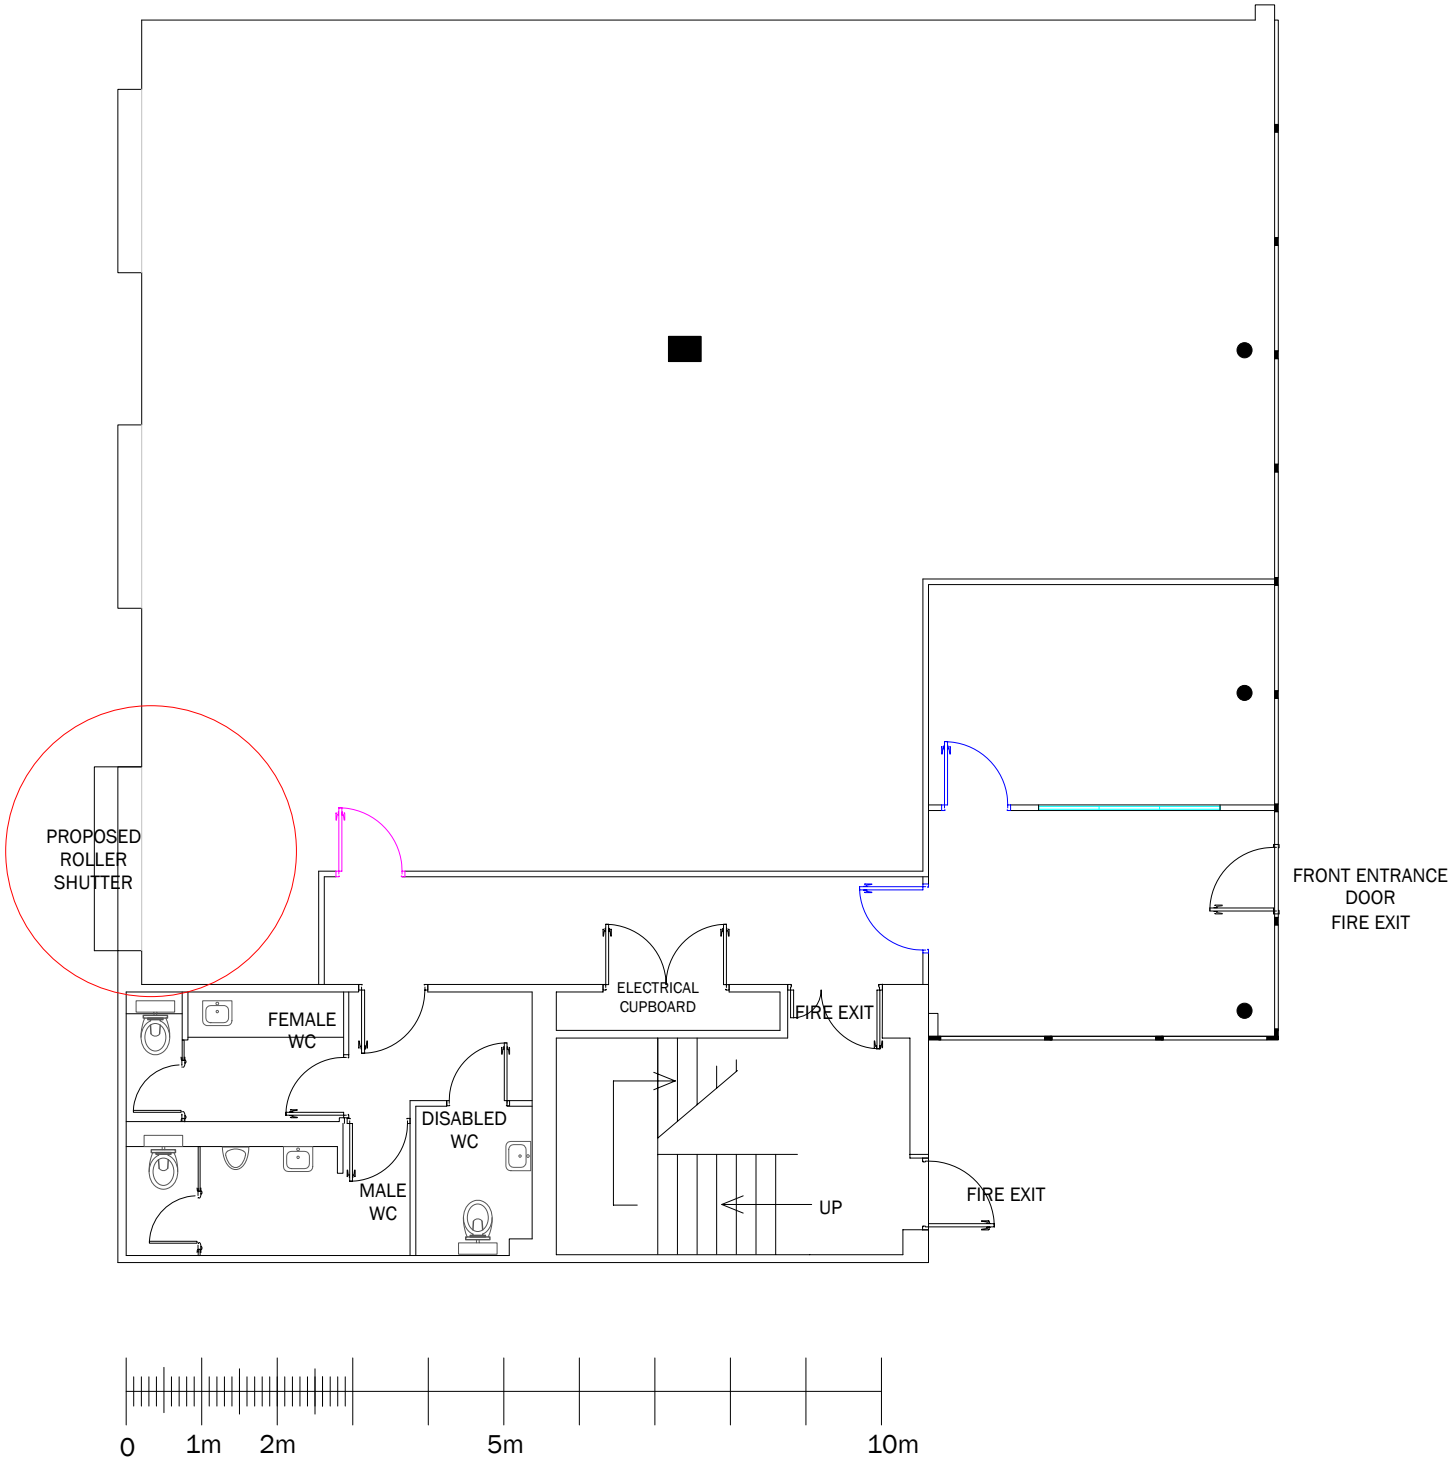 PROPOSED
ROLLER
SHUTTER
FRONT ENTRANCE
DOOR
FIRE EXIT
ELECTRICAL
CUPBOARD
FIRE EXIT
FEMALE
WC
DISABLED
WC
MALE
WC
FIRE EXIT
UP
0 1m 2m 5m 10m